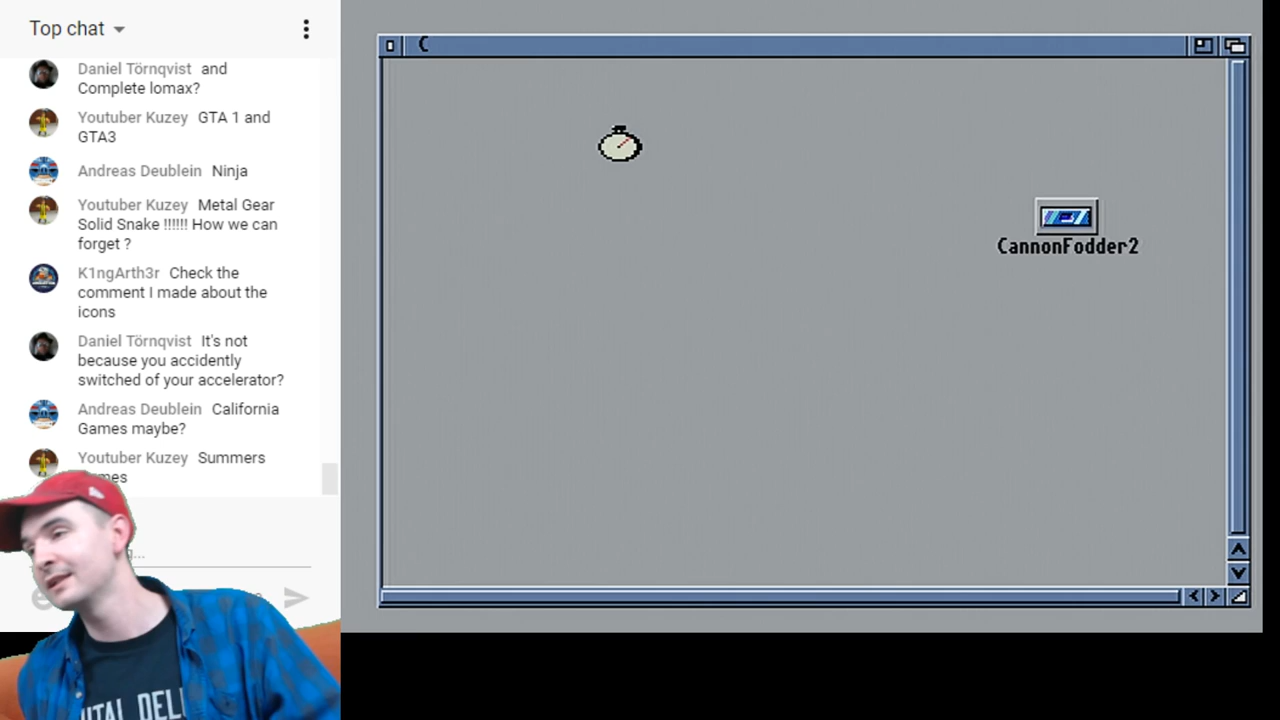 Top chat
Daniel Törnqvist and
Complete lomax?
Youtuber Kuzey GTA 1 and
GTA3
Andreas Deublein Ninja
Youtuber Kuzey Metal Gear
Solid Snake !!!!!! How we can
forget ?
K1ngArth3r Check the
comment I made about the
icons
Daniel Törnqvist It's not
because you accidently
switched of your accelerator?
Andreas Deublein California
Games maybe?
Youtuber Kuzey Summers
C
CannonFodder2